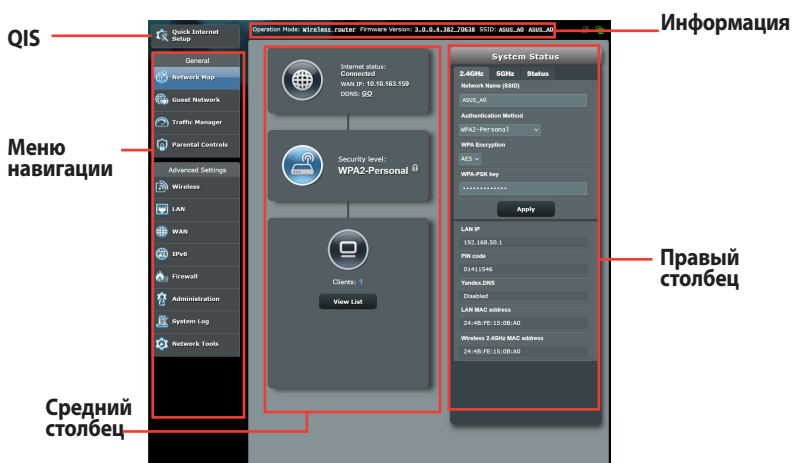 QIS
Меню
навигации
Средний
столбец
Информация
Правый
столбец
Quick Internet
Setup
General
Network Map
Guest Network
Traffic Manager
Parental Controls
Advanced Settings
Wireless
LAN
WAN
IPv6
Firewall
Administration
System Log
Network Tools
Operation Mode: Wireless router Firmware Version: 3.0.0.4.382_70638 SSID: ASUS_A0 ASUS_A0
Internet status:
Connected
WAN IP: 10.10.163.159
DDNS: GO
Security level:
WPA2-Personal
Clients: 1
View List
System Status
2.4GHz 5GHz Status
Network Name (SSID)
ASUS_A0
Authentication Method
WPA2-Personal
WPA Encryption
AES
WPA-PSK key
•••••••••••••
Apply
LAN IP
192.168.50.1
PIN code
01411546
Yandex.DNS
Disabled
LAN MAC address
24:4B:FE:15:0B:A0
Wireless 2.4GHz MAC address
24:4B:FE:15:0B:A0